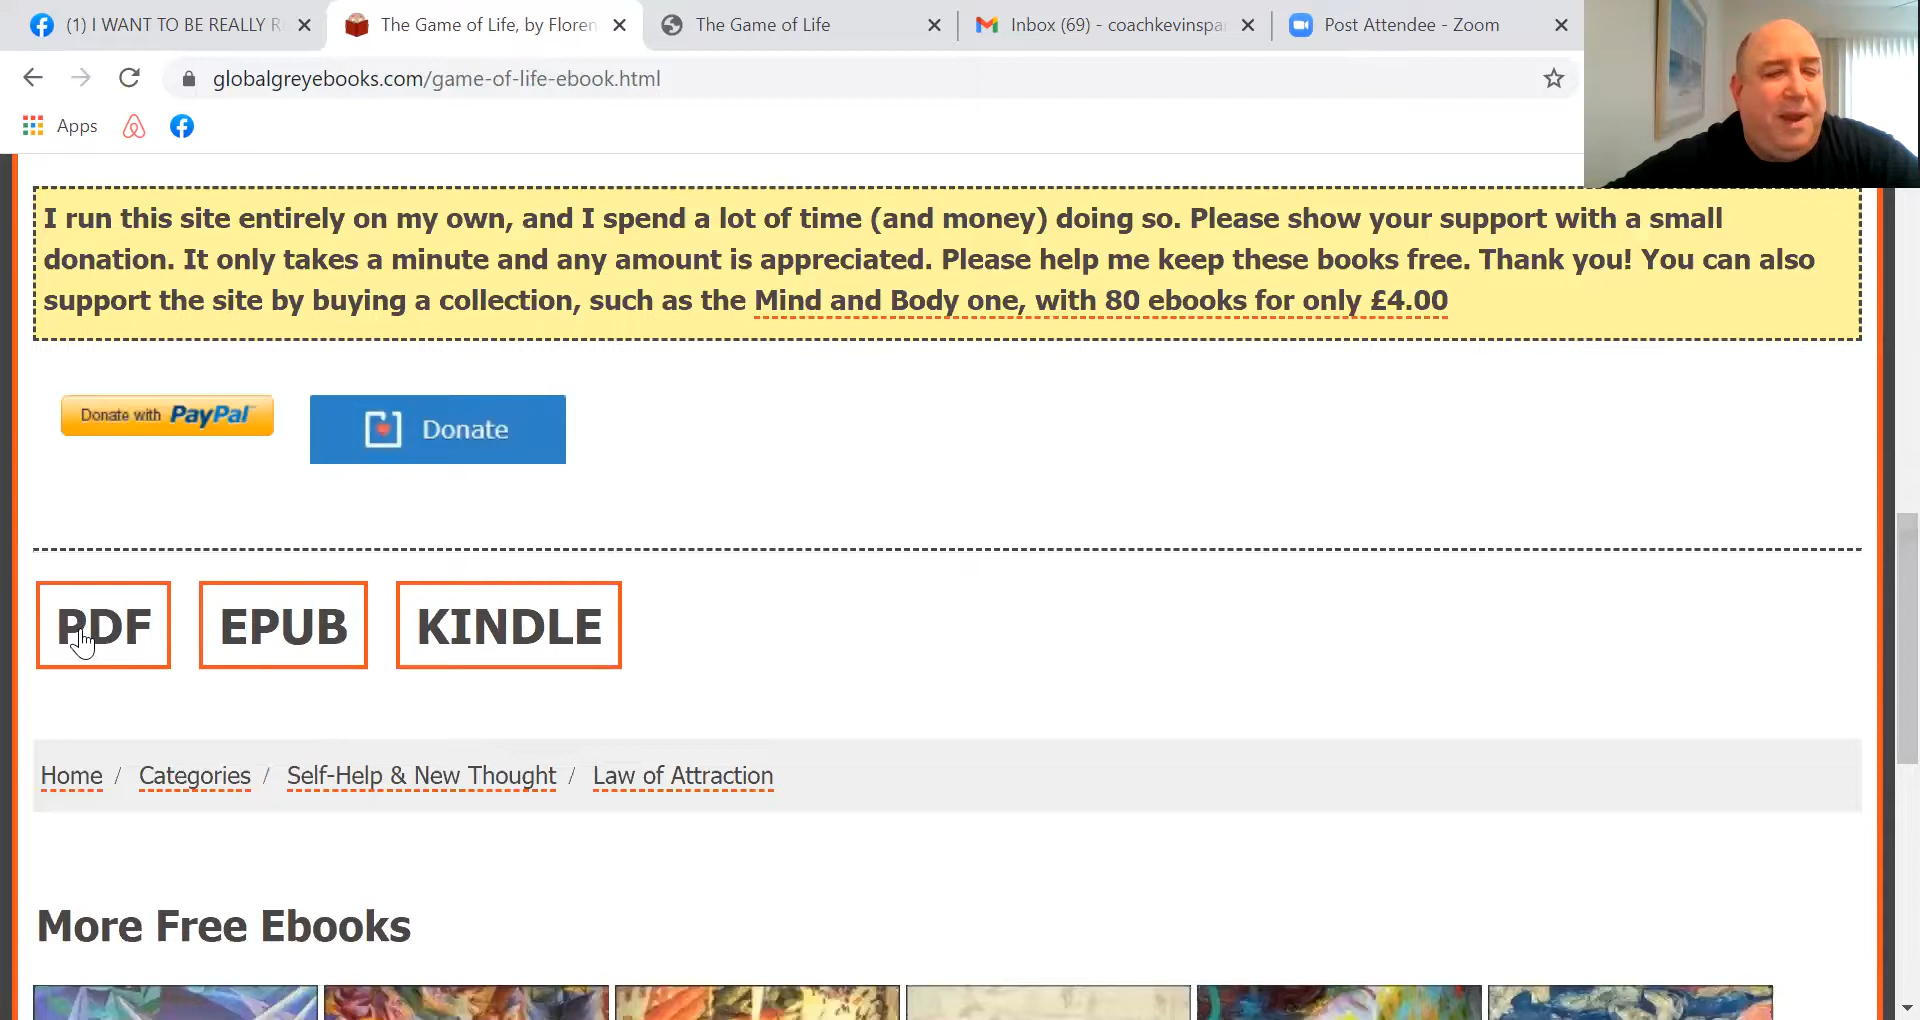 (1) I WANT TO BE REALLY R
The Game of Life, by Floren
The Game of Life
Inbox (69) - coachkevinspa
Post Attendee - Zoom
globalgreyebooks.com/game-of-life-ebook.html
Apps
I run this site entirely on my own, and I spend a lot of time (and money) doing so. Please show your support with a small
donation. It only takes a minute and any amount is appreciated. Please help me keep these books free. Thank you! You can also
support the site by buying a collection, such as the Mind and Body one, with 80 ebooks for only £4.00
Donate with PayPal
Donate
PDF
EPUB
KINDLE
Home / Categories / Self-Help & New Thought / Law of Attraction
More Free Ebooks